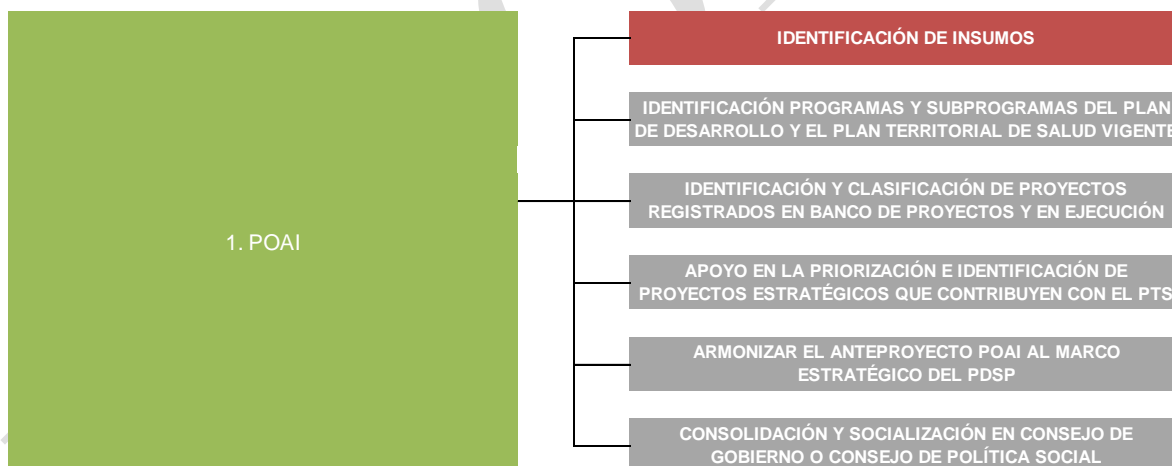 1. POAI
IDENTIFICACIÓN DE INSUMOS
IDENTIFICACIÓN PROGRAMAS Y SUBPROGRAMAS DEL PLAN
DE DESARROLLO Y EL PLAN TERRITORIAL DE SALUD VIGENTE
IDENTIFICACIÓN Y CLASIFICACIÓN DE PROYECTOS
REGISTRADOS EN BANCO DE PROYECTOS Y EN EJECUCIÓN
APOYO EN LA PRIORIZACIÓN E IDENTIFICACIÓN DE
PROYECTOS ESTRATÉGICOS QUE CONTRIBUYEN CON EL PTS
ARMONIZAR EL ANTEPROYECTO POAI AL MARCO
ESTRATÉGICO DEL PDSP
CONSOLIDACIÓN Y SOCIALIZACIÓN EN CONSEJO DE
GOBIERNO O CONSEJO DE POLÍTICA SOCIAL